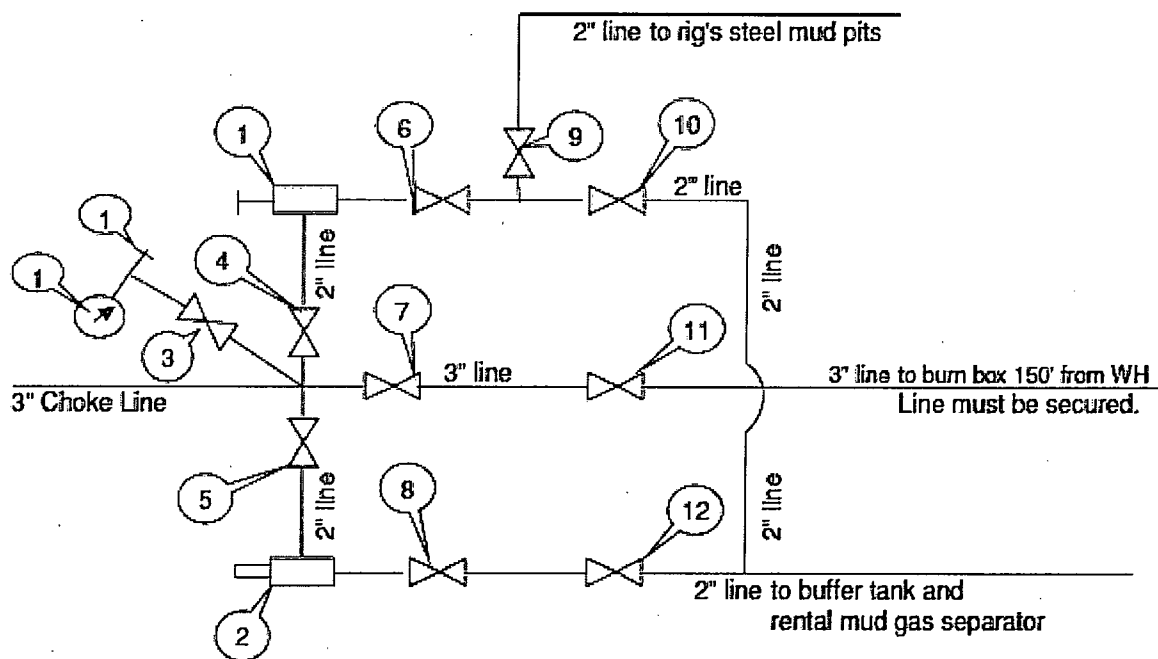 2" line to rig's steel mud pits
1
6
9
10
2" line
1
1
4
2" line
2" line
3
7
11
3" line
3" Choke Line
3" line to burn box 150' from WH
Line must be secured.
5
2" line
8
12
2" line
2
2" line to buffer tank and
rental mud gas separator